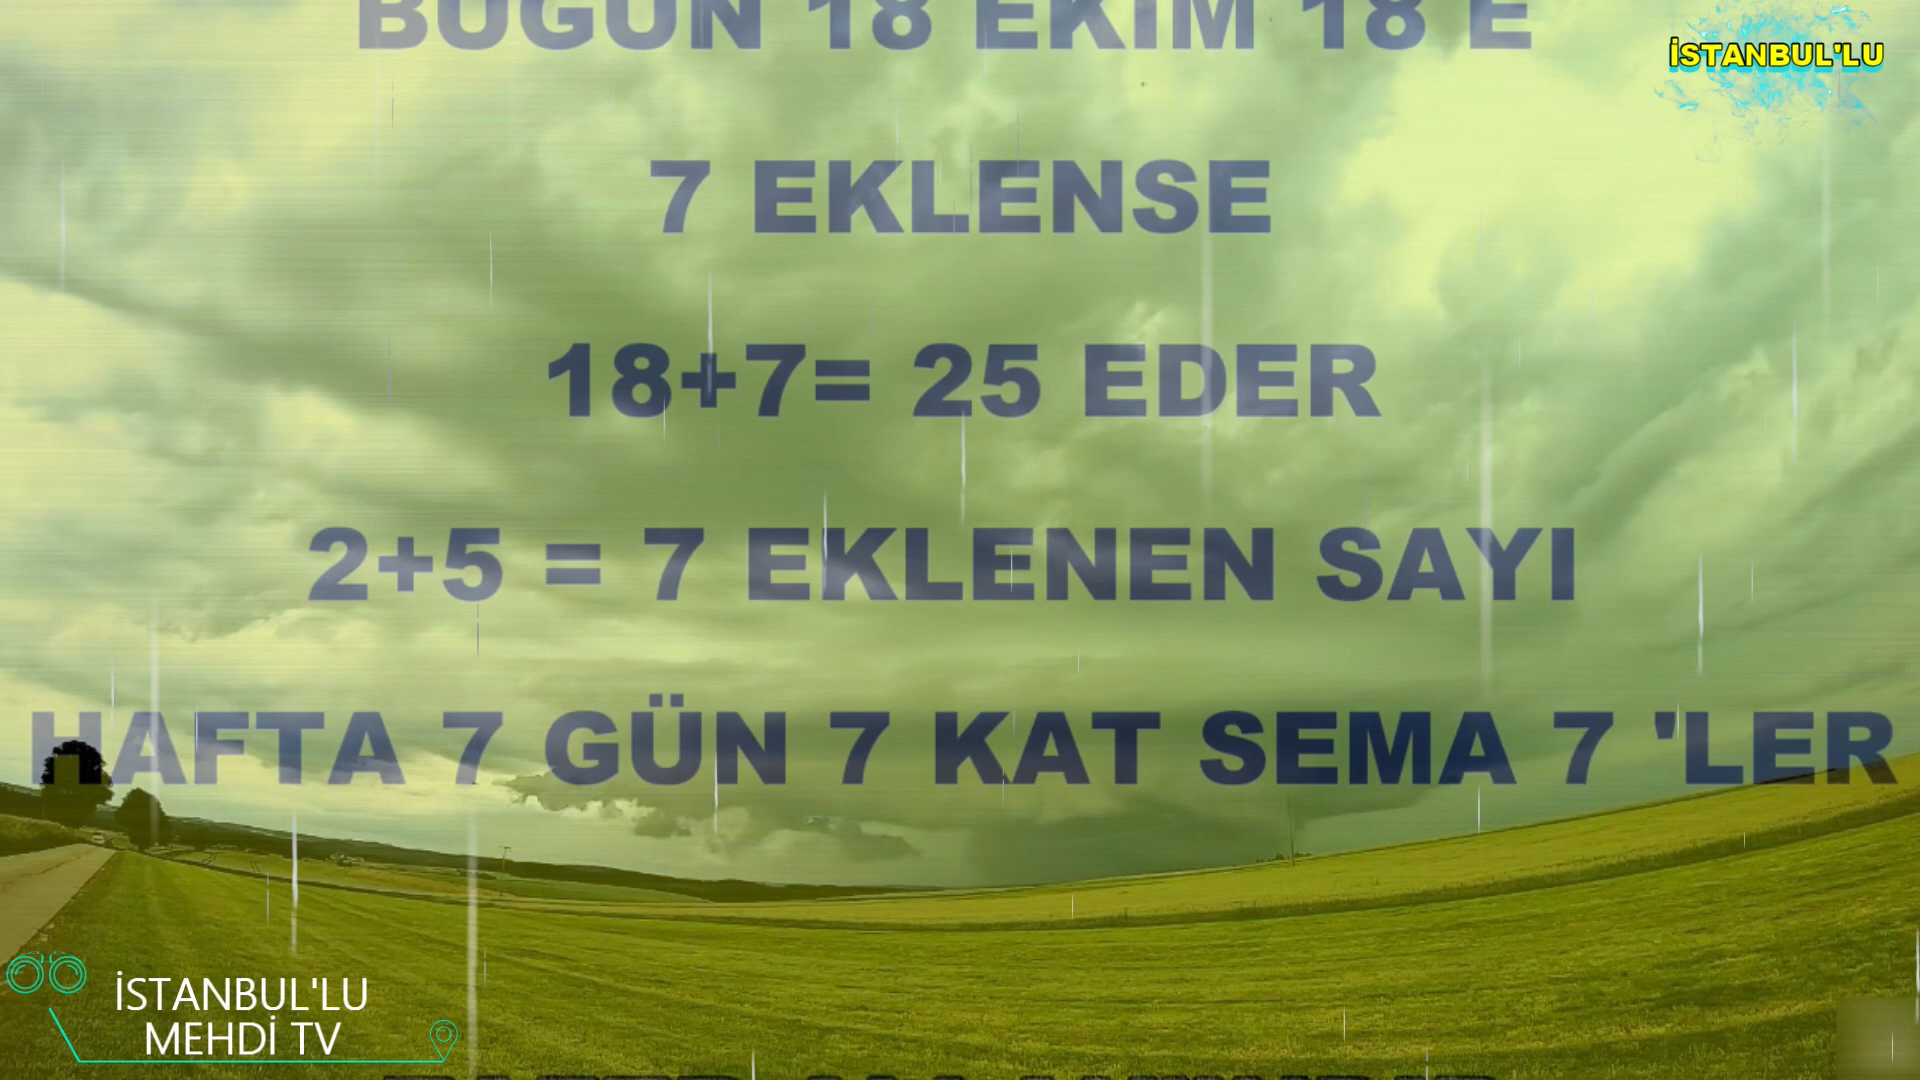 BUGÜN 18 EKİM 18 E
İSTANBUL'LU
7 EKLENSE
18+7= 25 EDER
2+5 = 7 EKLENEN SAYI
HAFTA 7 GÜN 7 KAT SEMA 7 'LER
İSTANBUL'LU
MEHDİ TV